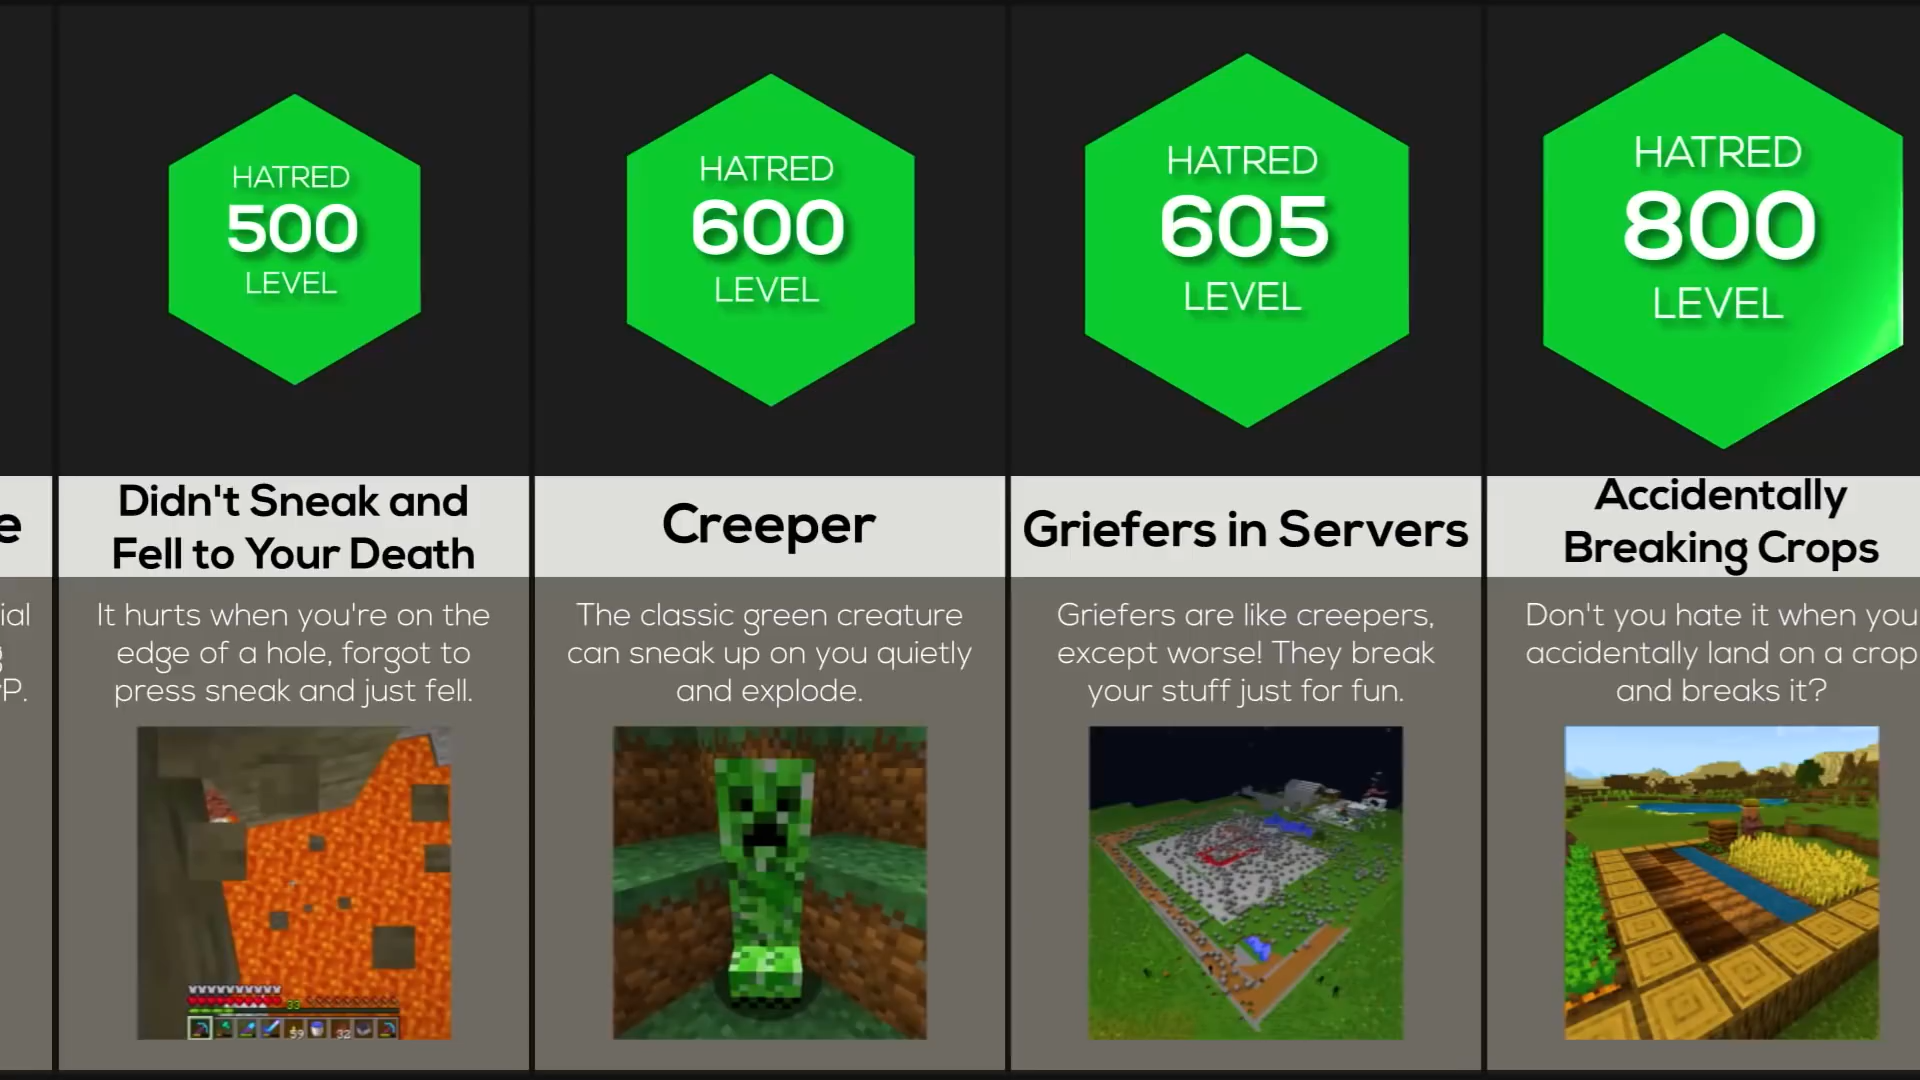 e
ial
P.
HATRED
500
LEVEL
Didn't Sneak and
Fell to Your Death
It hurts when you're on the
edge of a hole, forgot to
press sneak and just fell.
33
59
32
HATRED
600
LEVEL
Creeper
The classic green creature
can sneak up on you quietly
and explode.
HATRED
605
LEVEL
Griefers in Servers
Griefers are like creepers,
except worse! They break
your stuff just for fun.
HATRED
800
LEVEL
Accidentally
Breaking Crops
Don't you hate it when you
accidentally land on a crop
and breaks it?